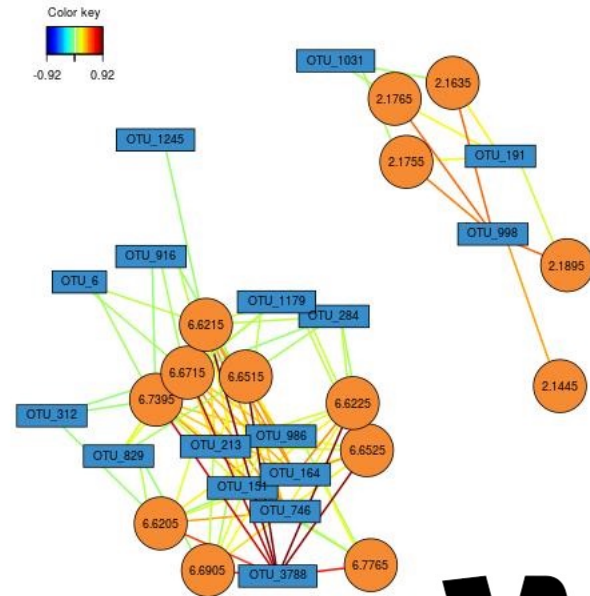 Color key
-0.92 0.92
OTU_1031
2.1635
2.1765
OTU_1245
OTU_191
2.1755
OTU_998
OTU_916
2.1895
OTU_6
OTU_1179
OTU_284
6.6215
6.6715
6.6515
2.1445
6.7395
6.6225
OTU_312
OTU_986
OTU_213
6.6525
OTU_829
OTU_164
OTU_151
OTU_746
6.6205
6.6905
OTU_3788
6.7765